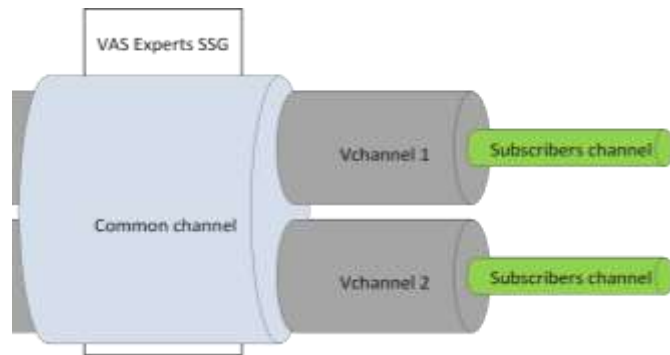 VAS Experts SSG
Vchannel 1
Subscribers channel
Common channel
Vchannel 2
Subscribers channel